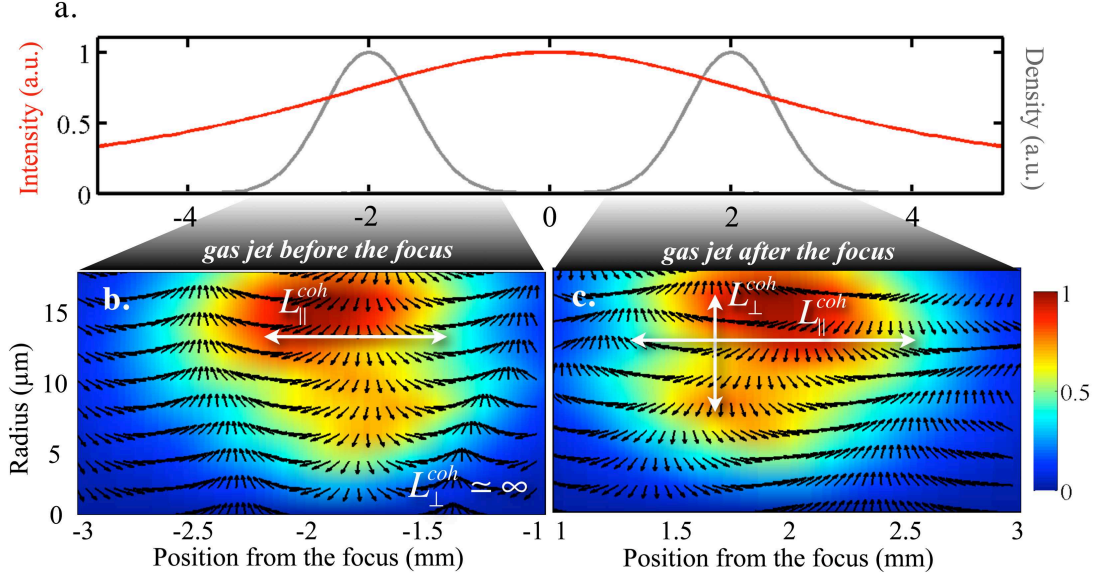 a.
Intensity (a.u.)
1
0.5
0
Density (a.u.)
-4 -2 0 2 4
gas jet before the focus
gas jet after the focus
b.
L∥^coh
L⊥^coh ≃ ∞
c.
L⊥^coh
L∥^coh
Radius (μm)
15
10
5
0
-3 -2.5 -2 -1.5 -1
Position from the focus (mm)
1 1.5 2 2.5 3
Position from the focus (mm)
1
0.5
0